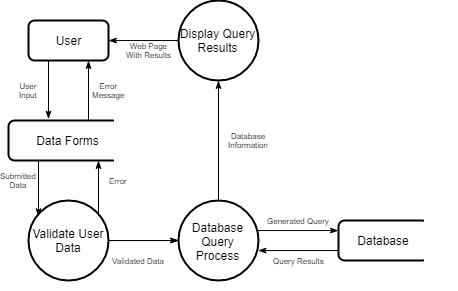 User
Display Query
Results
Web Page
With Results
User
Input
Error
Message
Data Forms
Database
Information
Submitted
Data
Error
Validate User
Data
Database
Query
Process
Generated Query
Database
Validated Data
Query Results